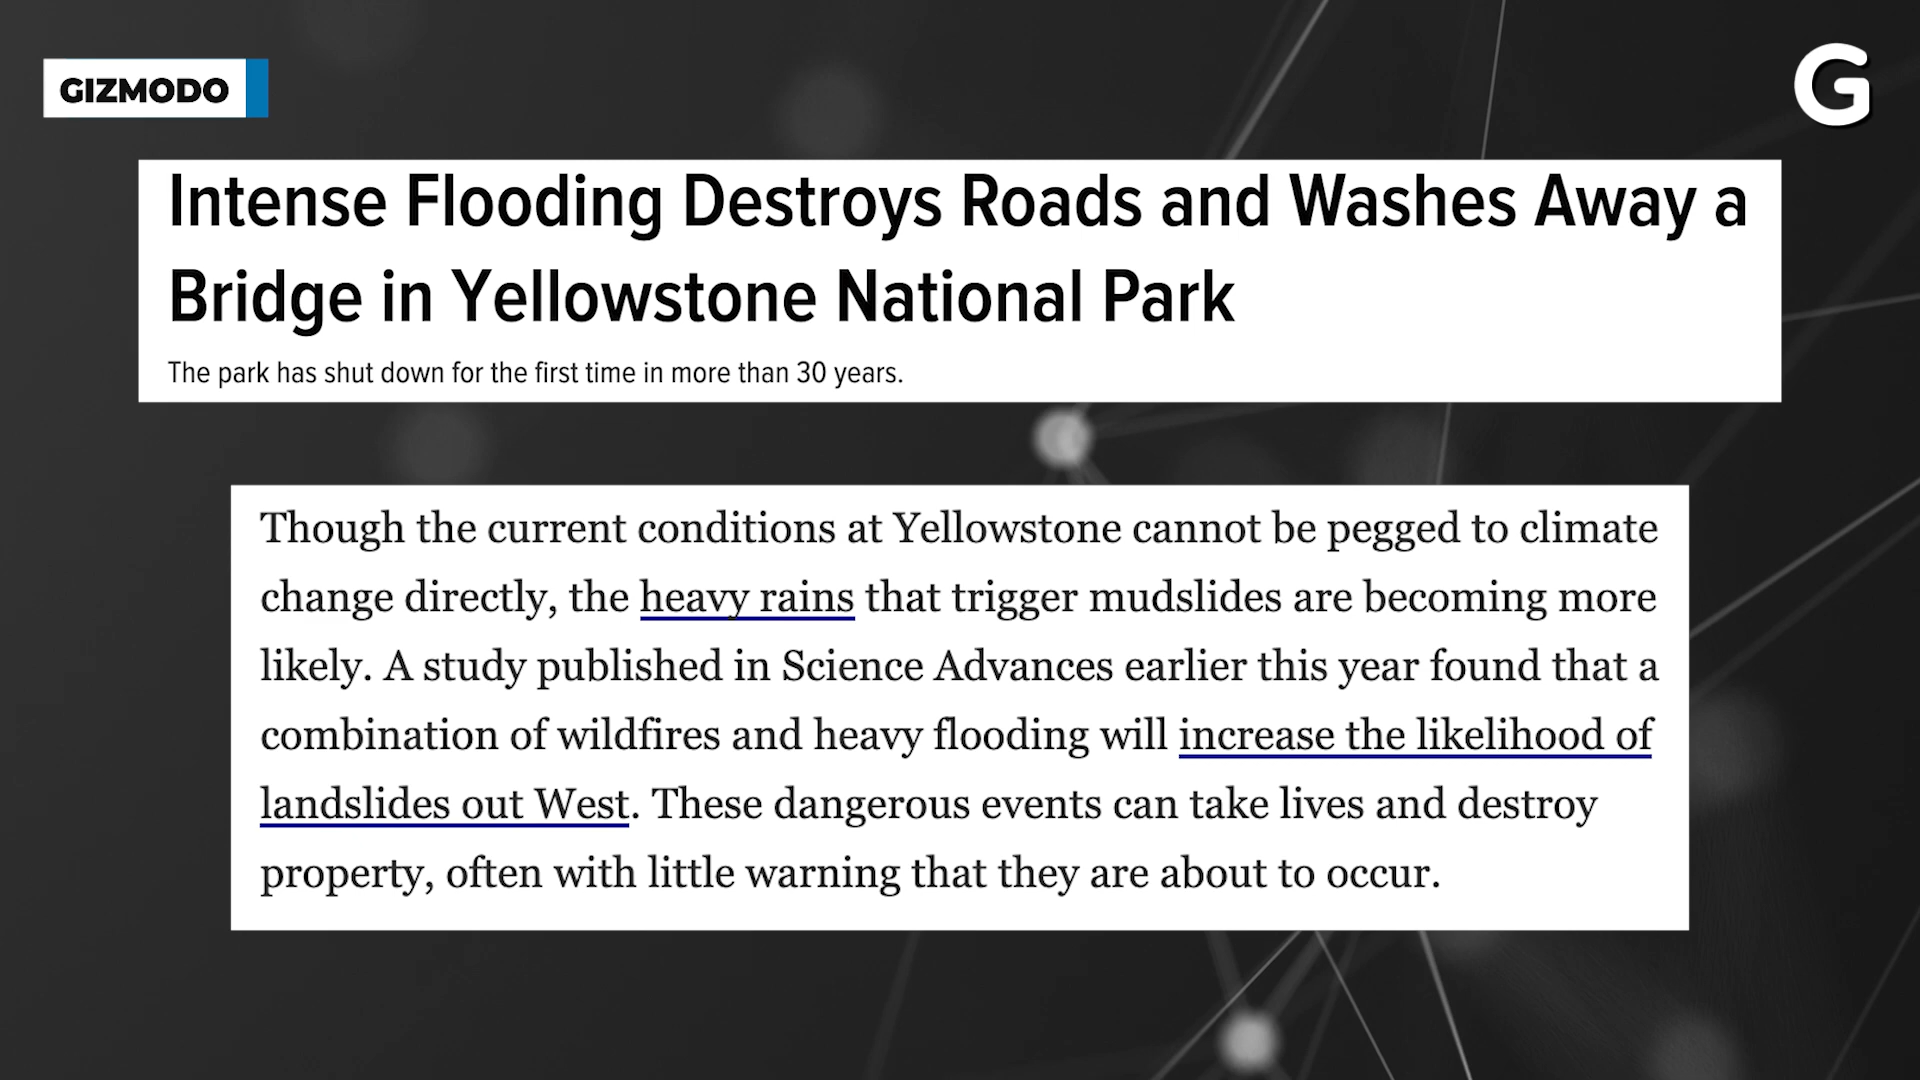 GIZMODO
G
Intense Flooding Destroys Roads and Washes Away a
Bridge in Yellowstone National Park
The park has shut down for the first time in more than 30 years.
Though the current conditions at Yellowstone cannot be pegged to climate
change directly, the heavy rains that trigger mudslides are becoming more
likely. A study published in Science Advances earlier this year found that a
combination of wildfires and heavy flooding will increase the likelihood of
landslides out West. These dangerous events can take lives and destroy
property, often with little warning that they are about to occur.